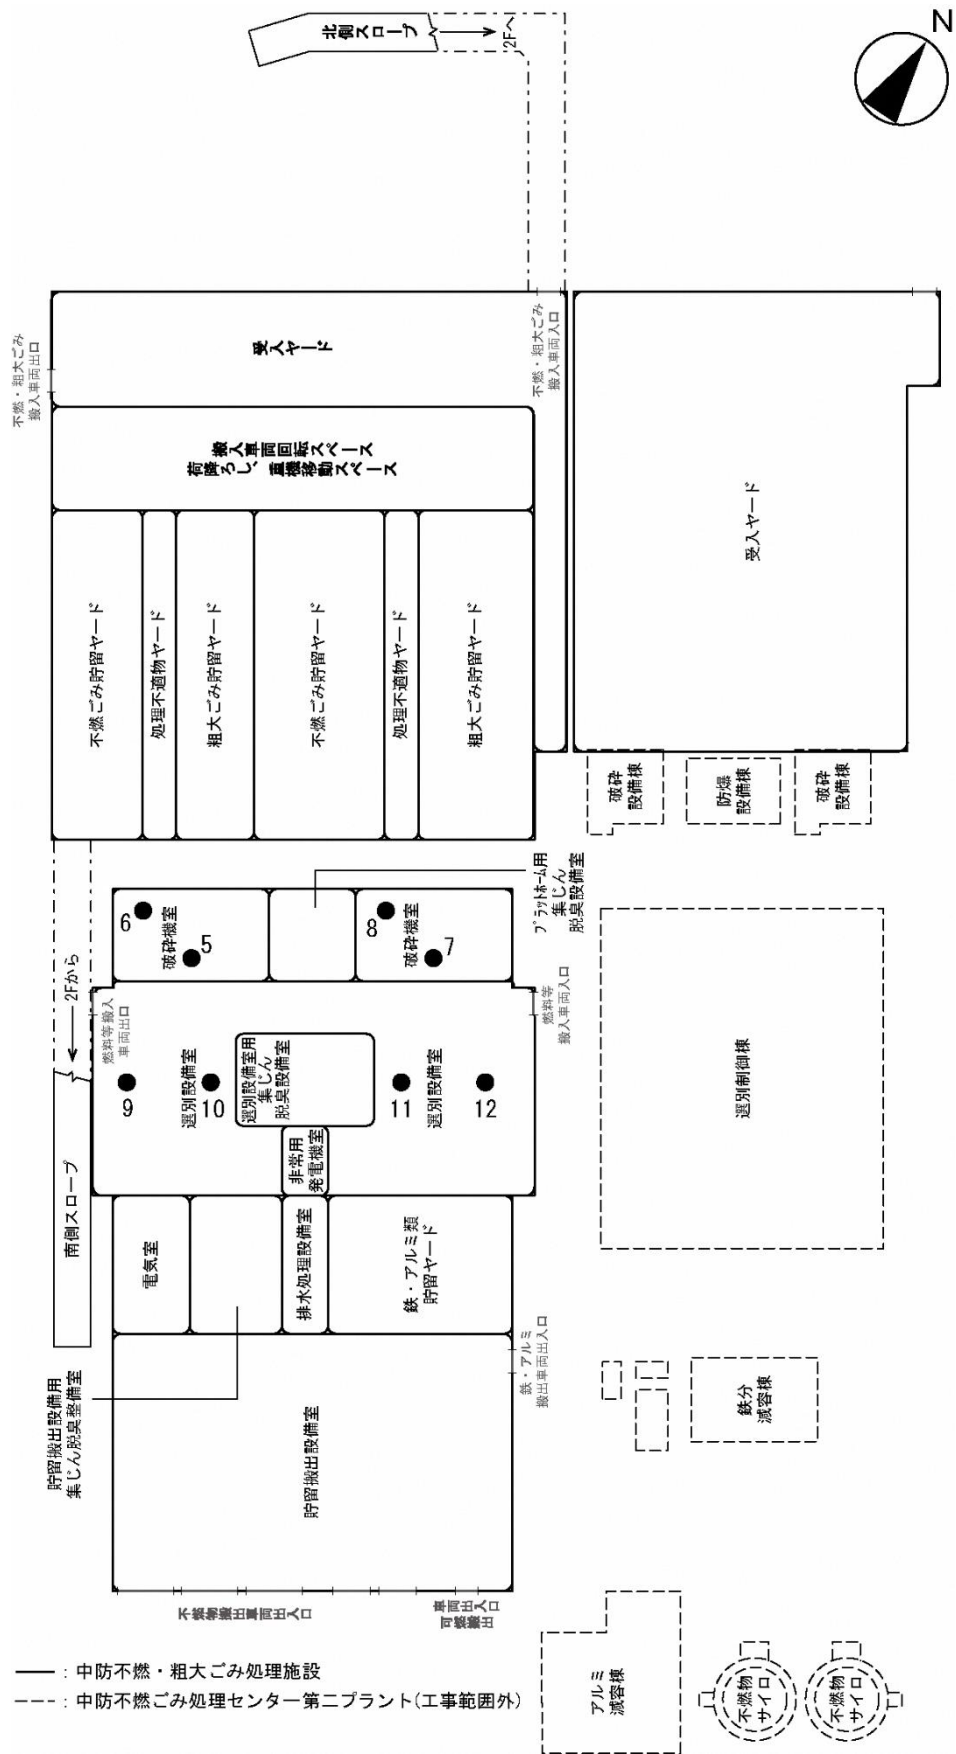 N
北側スロープ
2Fへ
不燃・粗大ごみ
搬入車両出口
受入ヤード
不燃・粗大ごみ
搬入車両入口
搬入車両回転スペース
荷降ろし、重機移動スペース
受入ヤード
不燃ごみ貯留ヤード
処理不適物ヤード
粗大ごみ貯留ヤード
不燃ごみ貯留ヤード
処理不適物ヤード
粗大ごみ貯留ヤード
破砕
設備棟
防爆
設備棟
破砕
設備棟
2Fから
6
破砕機室
5
8
破砕機室
7
プラットホーム用
集じん
脱臭設備室
燃料等搬入
車両出口
燃料等
搬入車両入口
9
選別設備室
10
選別設備室用
集じん
脱臭設備室
11
選別設備室
12
非常用
発電機室
選別制御棟
南側スロープ
電気室
排水処理設備室
鉄・アルミ類
貯留ヤード
貯留搬出設備用
集じん脱臭整備室
鉄・アルミ
搬出車両出入口
鉄分
減容棟
貯留搬出設備室
不燃物搬出車両出入口
車両出入口
可燃搬出
アルミ
減容棟
不燃物
サイロ
不燃物
サイロ
：中防不燃・粗大ごみ処理施設
：中防不燃ごみ処理センター第二プラント(工事範囲外)